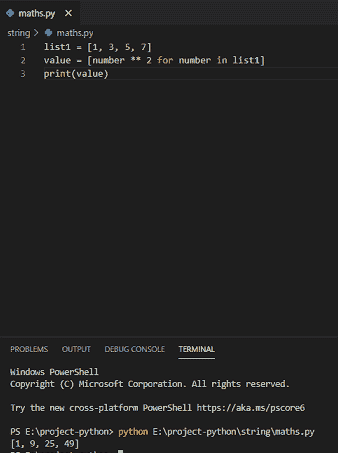 maths.py ×
string > maths.py
1 list1 = [1, 3, 5, 7]
2 value = [number ** 2 for number in list1]
3 print(value)
PROBLEMS OUTPUT DEBUG CONSOLE TERMINAL
Windows PowerShell
Copyright (C) Microsoft Corporation. All rights reserved.
Try the new cross-platform PowerShell https://aka.ms/pscore6
PS E:\project-python> python E:\project-python\string\maths.py
[1, 9, 25, 49]